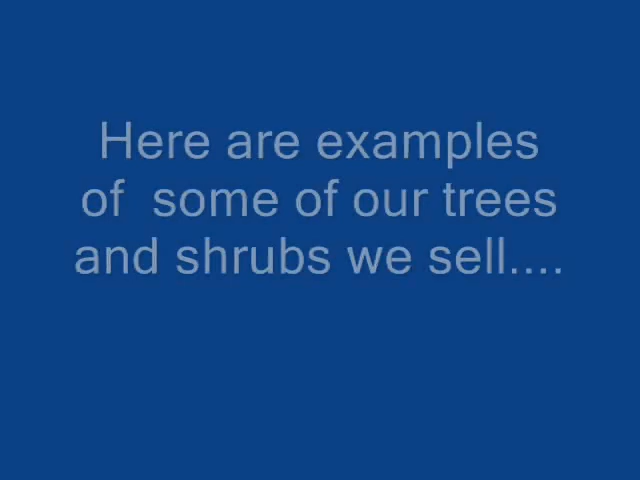 Here are examples
of  some of our trees
and shrubs we sell....